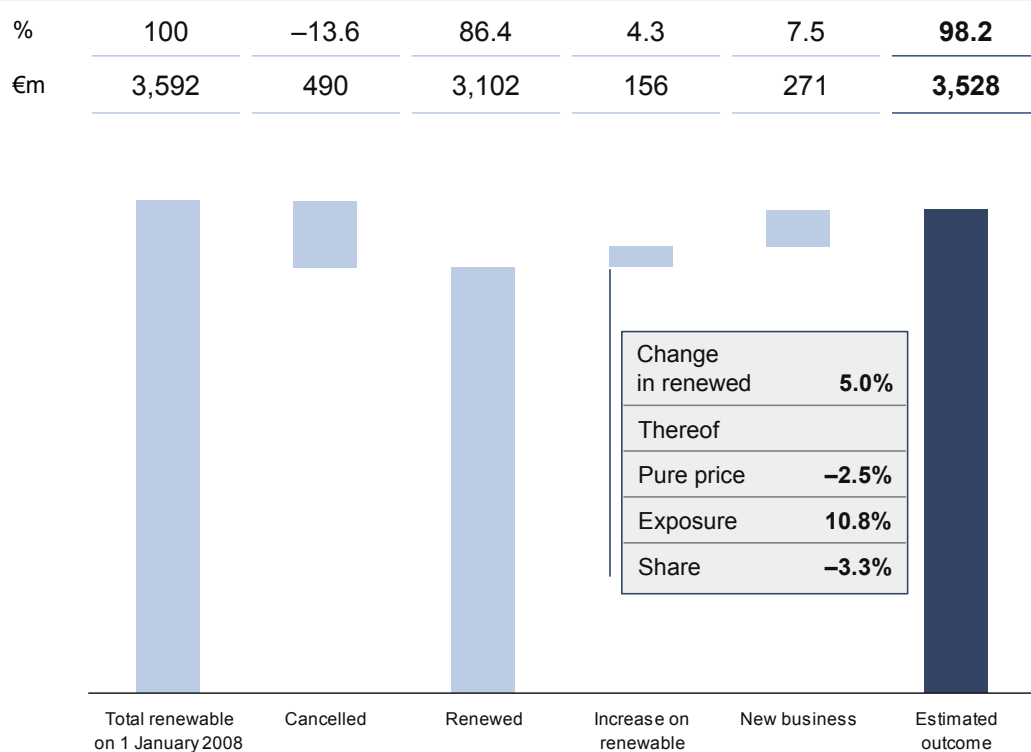 % 100 –13.6 86.4 4.3 7.5 98.2
€m 3,592 490 3,102 156 271 3,528
Change
in renewed 5.0%
Thereof
Pure price –2.5%
Exposure 10.8%
Share –3.3%
Total renewable Cancelled Renewed Increase on New business Estimated
on 1 January 2008 renewable outcome